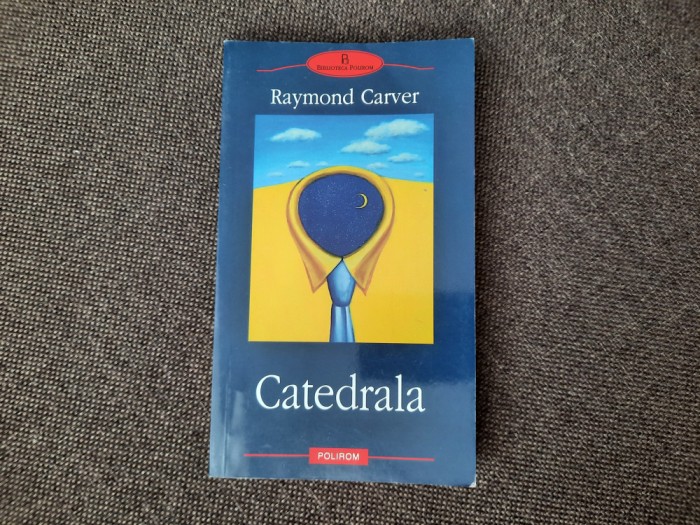 BIBLIOTECA POLIROM
Raymond Carver
Catedrala
POLIROM